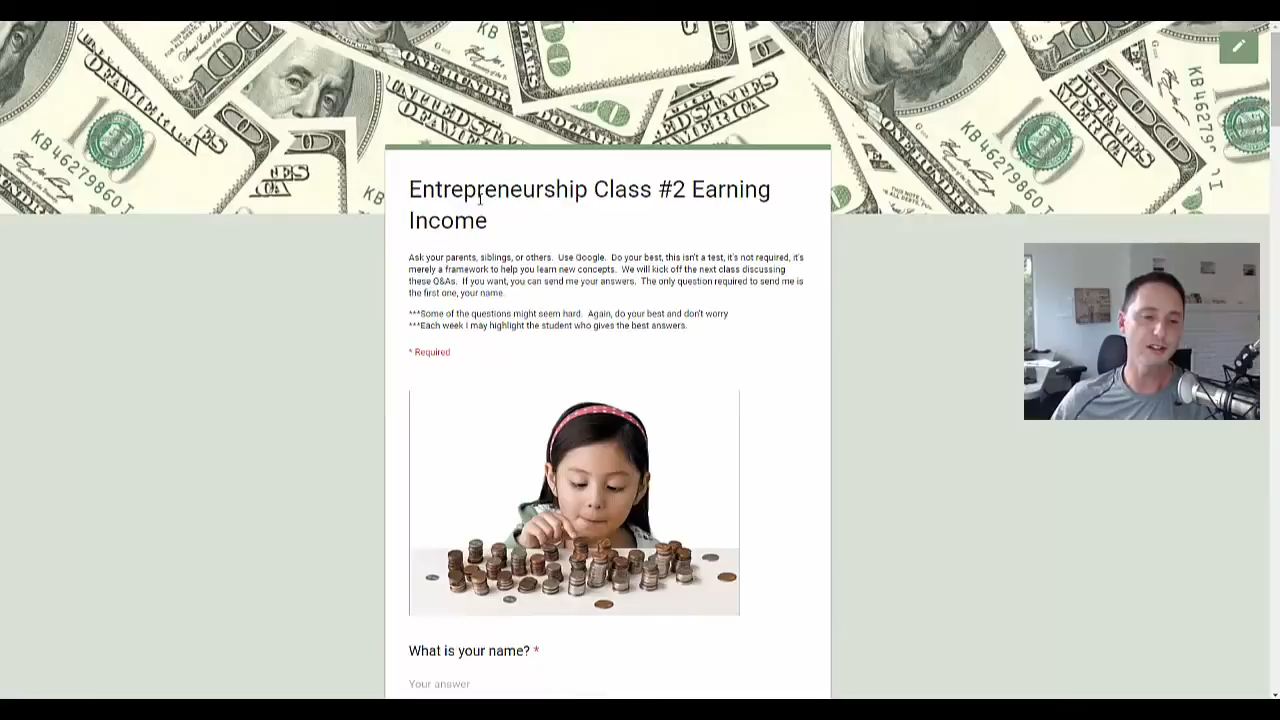 Entrepreneurship Class #2 Earning
Income
Ask your parents, siblings, or others. Use Google. Do your best, this isn't a test, it's not required, it's
merely a framework to help you learn new concepts. We will kick off the next class discussing
these Q&As. If you want, you can send me your answers. The only question required to send me is
the first one, your name.
***Some of the questions might seem hard. Again, do your best and don't worry
***Each week I may highlight the student who gives the best answers.
* Required
What is your name? *
Your answer
KB46279860
100